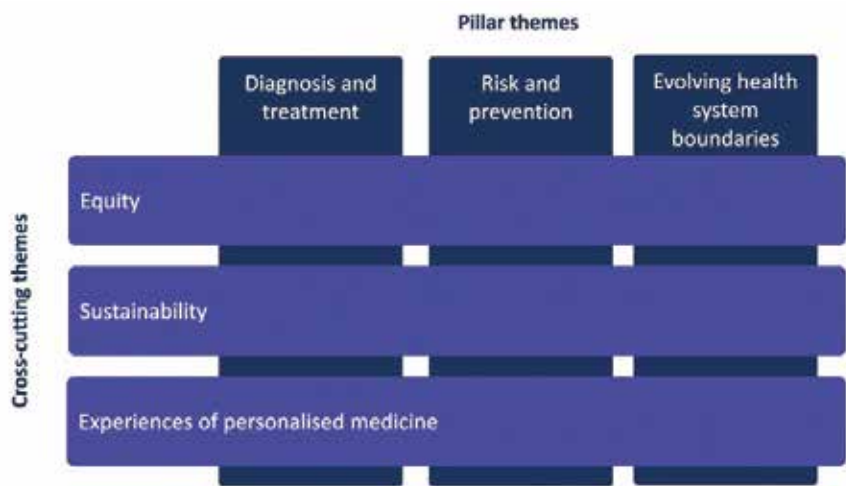 Pillar themes
Diagnosis and
treatment
Risk and
prevention
Evolving health
system
boundaries
Cross-cutting themes
Equity
Sustainability
Experiences of personalised medicine